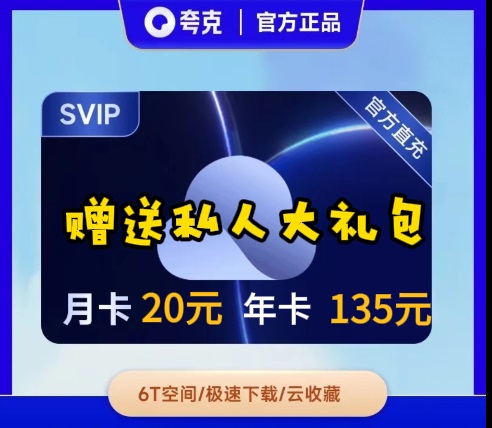 夸克 | 官方正品
SVIP
官方直充
赠送私人大礼包
月卡 20元 年卡 135元
6T空间/极速下载/云收藏